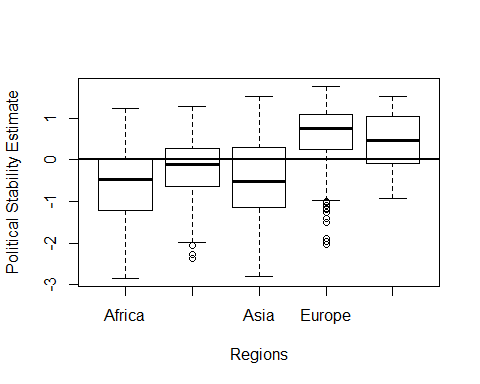 Political Stability Estimate
1
0
-1
-2
-3
Africa Asia Europe
Regions